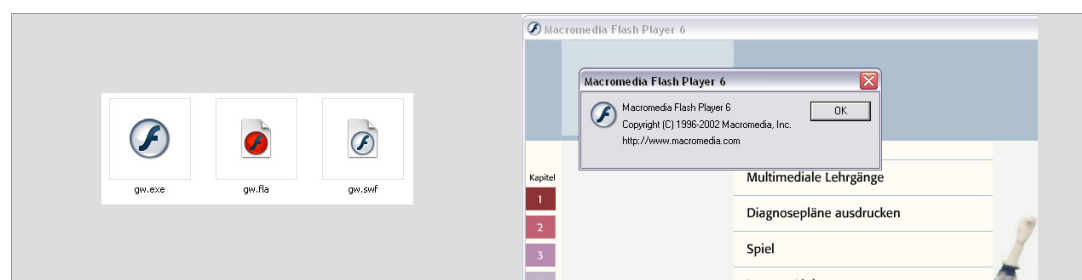 gw.exe
gw.fla
gw.swf
Macromedia Flash Player 6
Macromedia Flash Player 6
Macromedia Flash Player 6
Copyright (C) 1996-2002 Macromedia, Inc.
http://www.macromedia.com
OK
Kapitel
1
2
3
Multimediale Lehrgänge
Diagnosepläne ausdrucken
Spiel